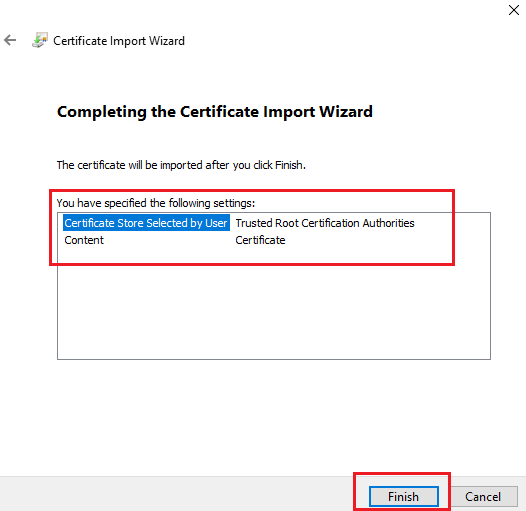 Certificate Import Wizard
Completing the Certificate Import Wizard
The certificate will be imported after you click Finish.
You have specified the following settings:
Certificate Store Selected by User Trusted Root Certification Authorities
Content Certificate
Finish Cancel